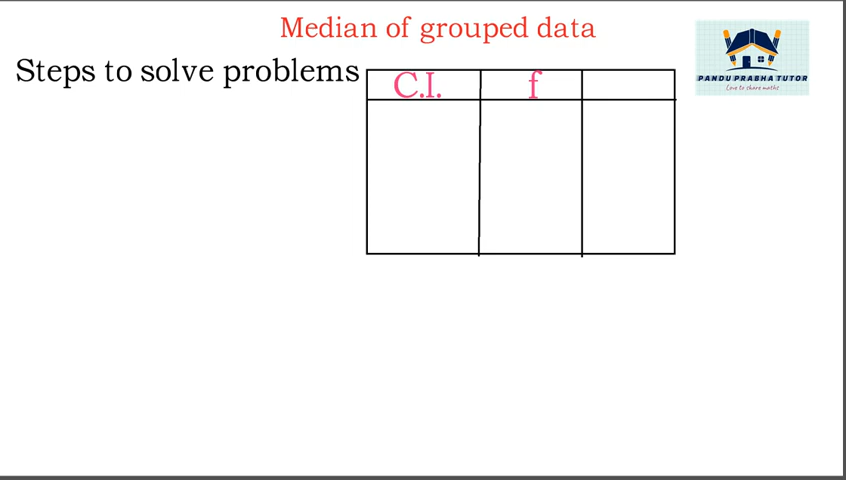 Median of grouped data
Steps to solve problems
C.I. f
PANDU PRABHA TUTOR
Love to share maths